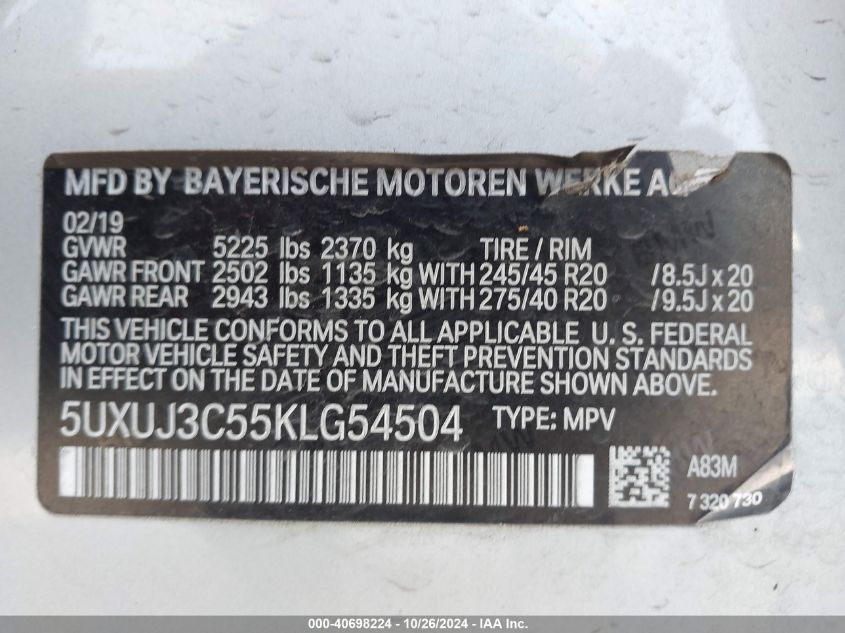 MFD BY BAYERISCHE MOTOREN WERKE AG
02/19
GVWR 5225 lbs 2370 kg TIRE / RIM
GAWR FRONT 2502 lbs 1135 kg WITH 245/45 R20 /8.5J x 20
GAWR REAR 2943 lbs 1335 kg WITH 275/40 R20 /9.5J x 20
THIS VEHICLE CONFORMS TO ALL APPLICABLE U. S. FEDERAL
MOTOR VEHICLE SAFETY AND THEFT PREVENTION STANDARDS
IN EFFECT ON THE DATE OF MANUFACTURE SHOWN ABOVE.
5UXUJ3C55KLG54504 TYPE: MPV
A83M
7 320 730
000-40698224 - 10/26/2024 - IAA Inc.